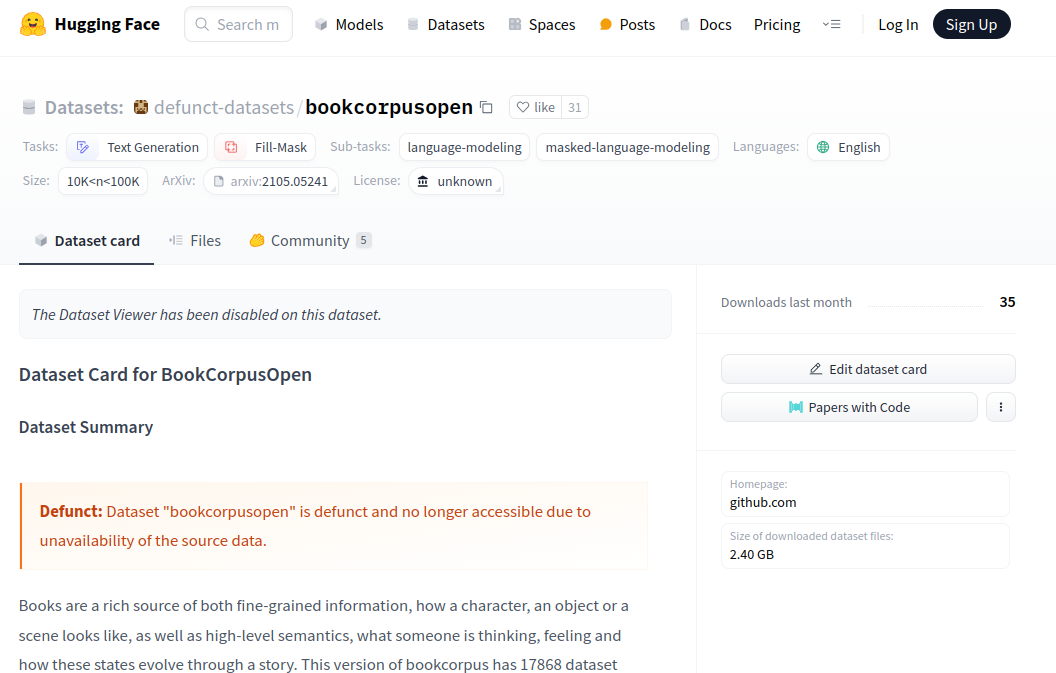 Hugging Face Search m Models Datasets Spaces Posts Docs Pricing Log In Sign Up
Datasets: defunct-datasets/bookcorpusopen like 31
Tasks: Text Generation Fill-Mask Sub-tasks: language-modeling masked-language-modeling Languages: English
Size: 10K<n<100K ArXiv: arxiv:2105.05241 License: unknown
Dataset card Files Community 5
The Dataset Viewer has been disabled on this dataset.
Dataset Card for BookCorpusOpen
Dataset Summary
Defunct: Dataset "bookcorpusopen" is defunct and no longer accessible due to
unavailability of the source data.
Books are a rich source of both fine-grained information, how a character, an object or a
scene looks like, as well as high-level semantics, what someone is thinking, feeling and
how these states evolve through a story. This version of bookcorpus has 17868 dataset
Downloads last month 35
Edit dataset card
Papers with Code
Homepage:
github.com
Size of downloaded dataset files:
2.40 GB